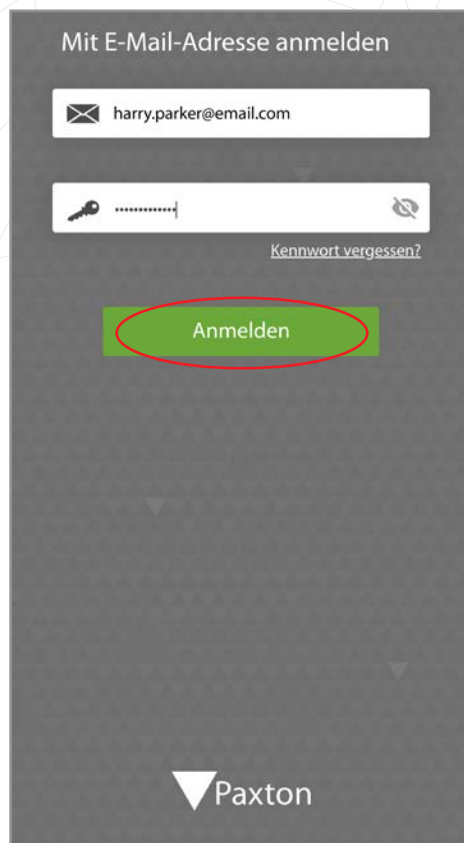 Mit E-Mail-Adresse anmelden
harry.parker@email.com
Kennwort vergessen?
Anmelden
Paxton